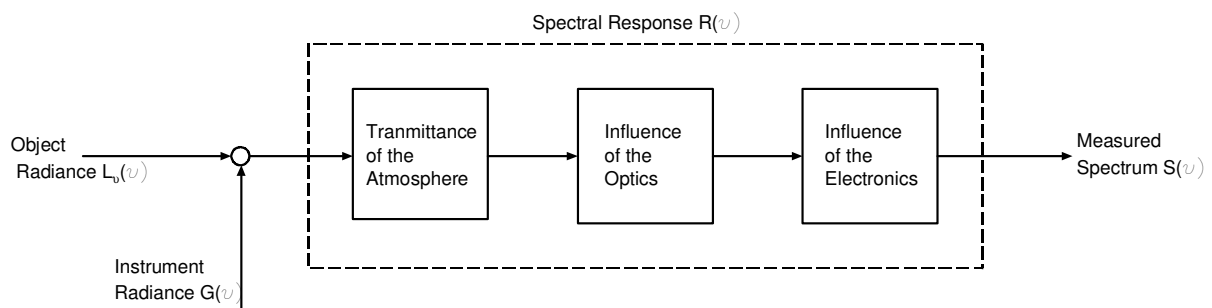 Spectral Response R(υ)
Tranmittance
of the
Atmosphere
Influence
of the
Optics
Influence
of the
Electronics
Object
Radiance Lᵤ(υ)
Measured
Spectrum S(υ)
Instrument
Radiance G(υ)